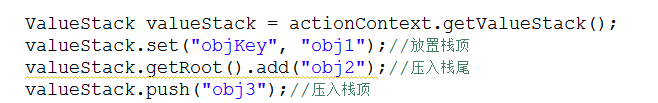 ValueStack valueStack = actionContext.getValueStack();
valueStack.set("objKey", "obj1");//放置栈顶
valueStack.getRoot().add("obj2");//压入栈尾
valueStack.push("obj3");//压入栈顶